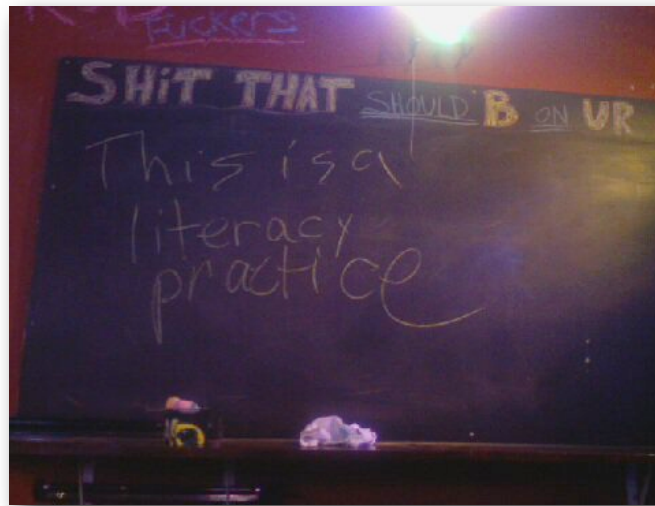 Fuckers
SHiT THAT SHOULD B ON UR
This is a
literacy
practice